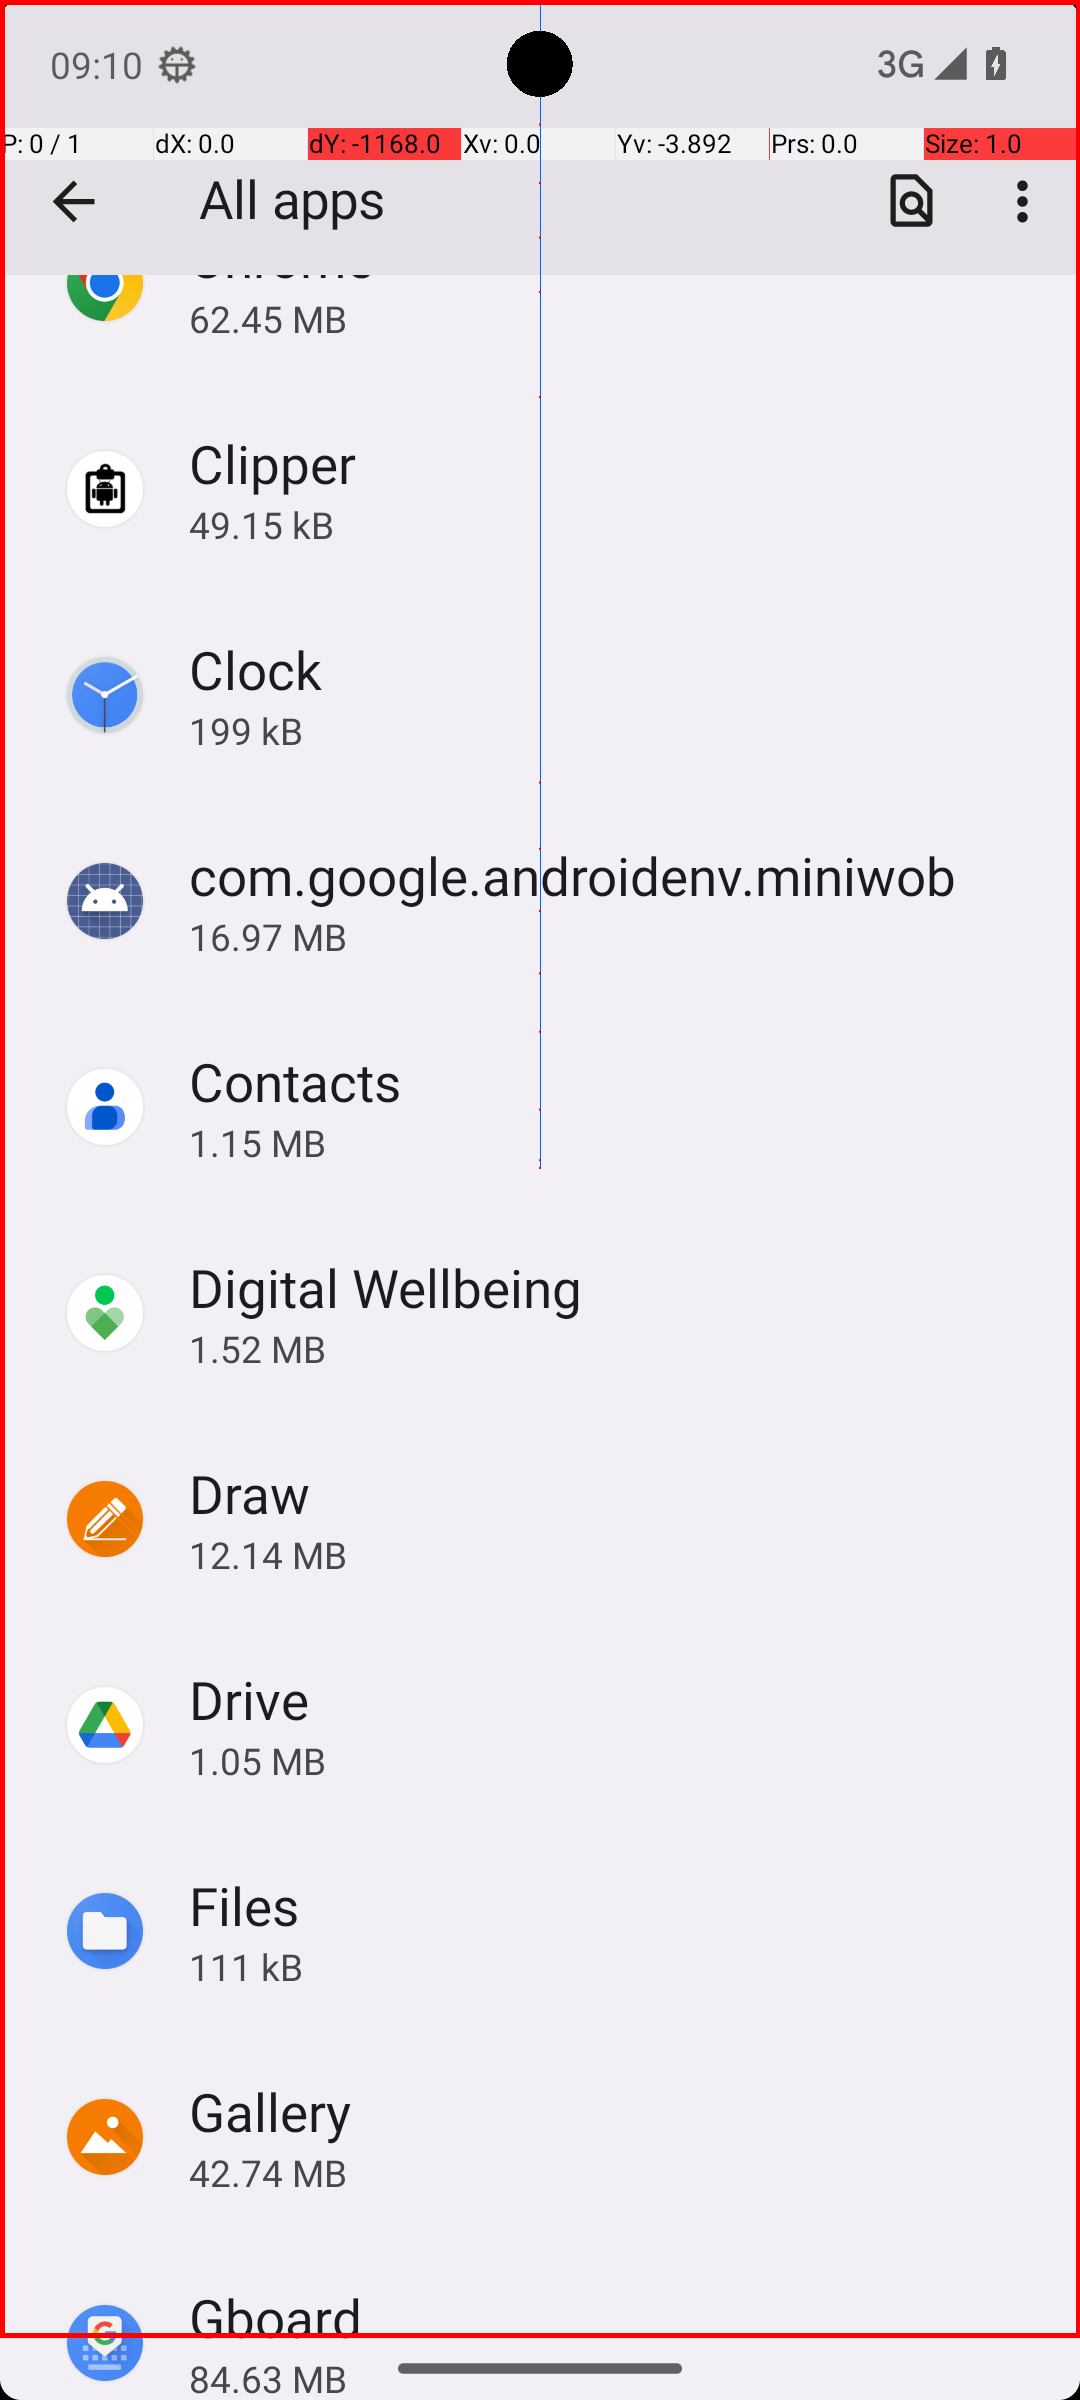 09:10
3G
P: 0 / 1
dX: 0.0
dY: -1168.0
Xv: 0.0
Yv: -3.892
Prs: 0.0
Size: 1.0
All apps
Chrome
62.45 MB
Clipper
49.15 kB
Clock
199 kB
com.google.androidenv.miniwob
16.97 MB
Contacts
1.15 MB
Digital Wellbeing
1.52 MB
Draw
12.14 MB
Drive
1.05 MB
Files
111 kB
Gallery
42.74 MB
Gboard
84.63 MB